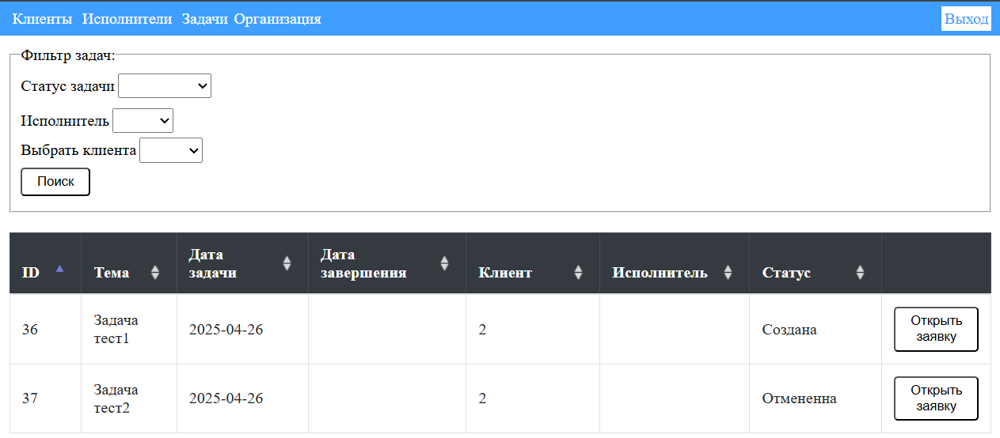 Клиенты Исполнители Задачи Организация Выход
Фильтр задач:
Статус задачи
Исполнитель
Выбрать клиента
Поиск
ID Тема Дата задачи Дата завершения Клиент Исполнитель Статус
36 Задача тест1 2025-04-26 2 Создана Открыть заявку
37 Задача тест2 2025-04-26 2 Отмененна Открыть заявку